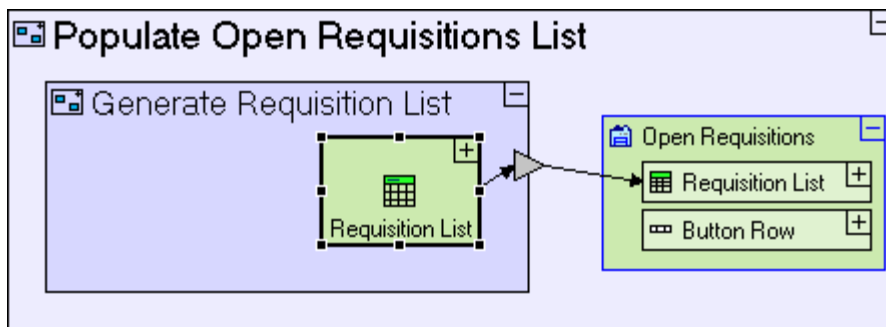 Populate Open Requisitions List
Generate Requisition List
Requisition List
Open Requisitions
Requisition List
Button Row